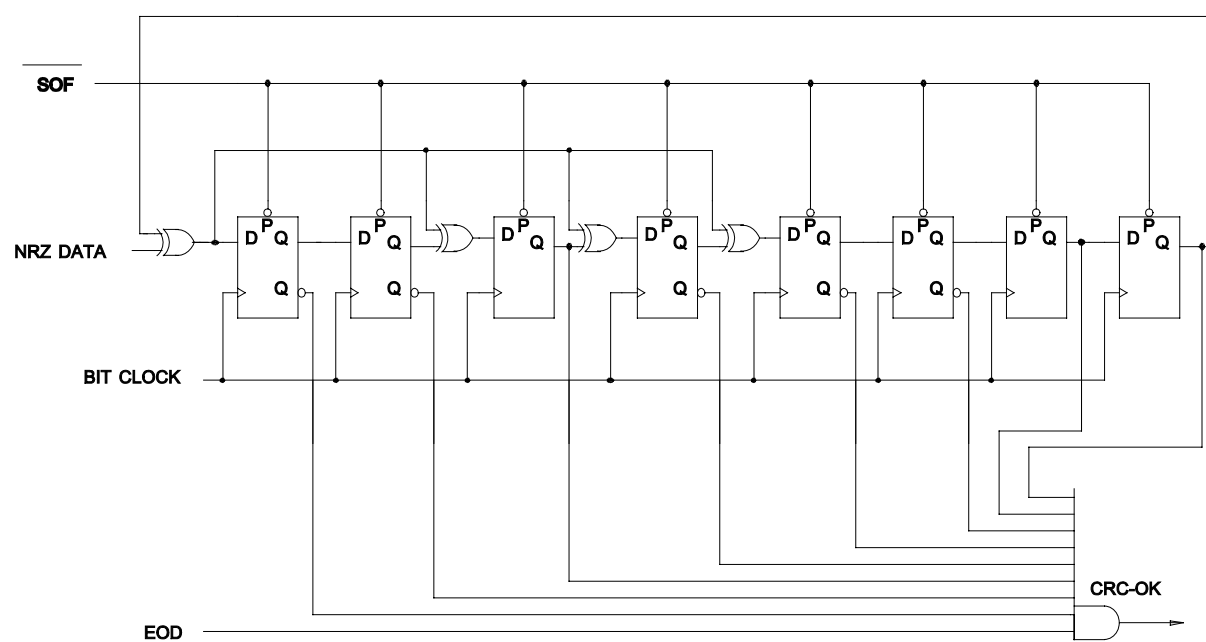 SOF
P P P P P P P P
D Q D Q D Q D Q D Q D Q D Q D Q
NRZ DATA
Q Q Q Q Q
BIT CLOCK
CRC-OK
EOD